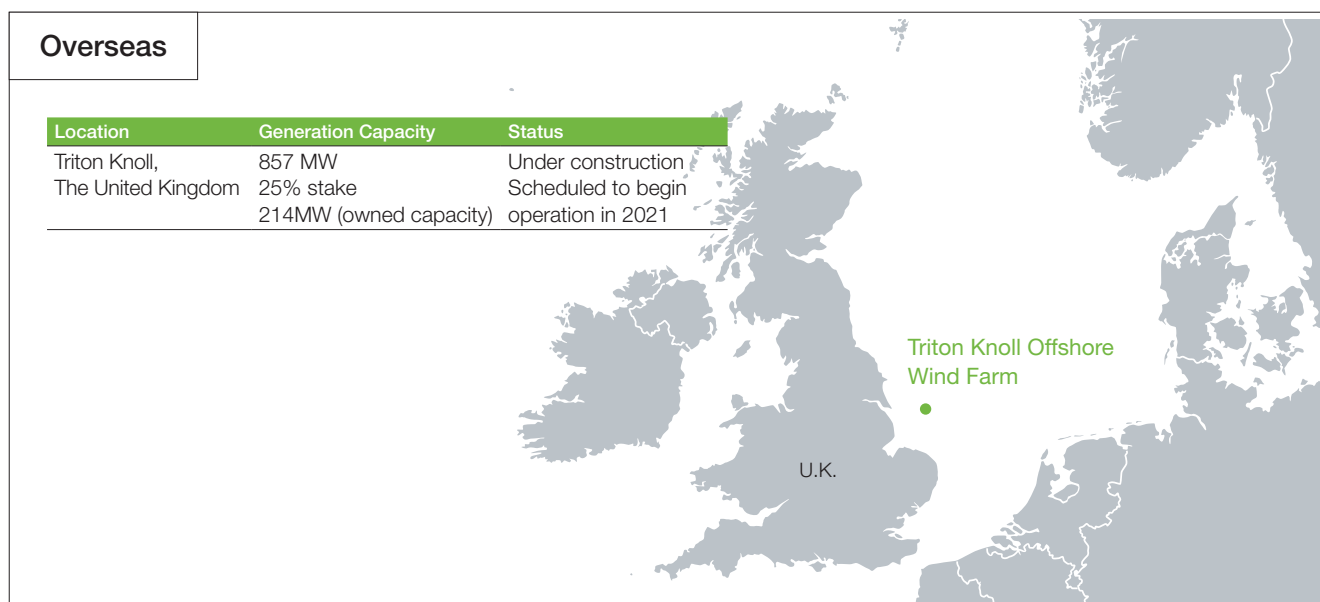 Overseas
Location Generation Capacity Status
Triton Knoll, 857 MW Under construction
The United Kingdom 25% stake Scheduled to begin
214MW (owned capacity) operation in 2021
Triton Knoll Offshore
Wind Farm
U.K.